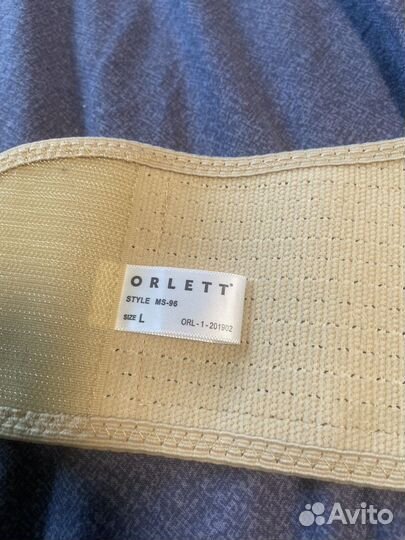 ORLETT®
STYLE MS-96
SIZE L ORL-1-201902
Avito